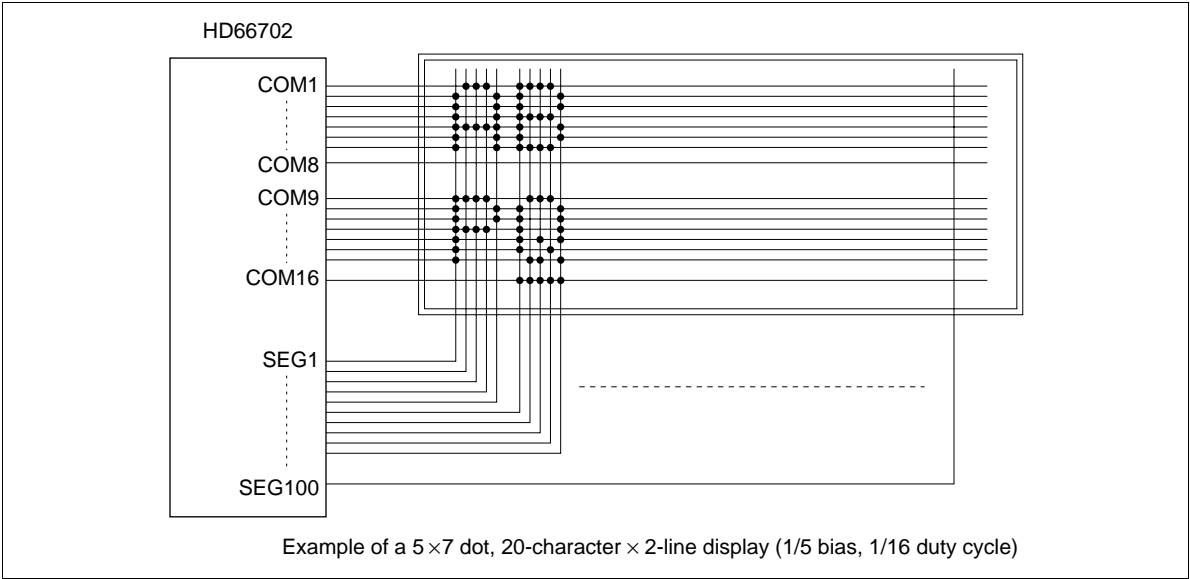 HD66702
COM1
COM8
COM9
COM16
SEG1
SEG100
A B
P Q
Example of a 5 × 7 dot, 20-character × 2-line display (1/5 bias, 1/16 duty cycle)